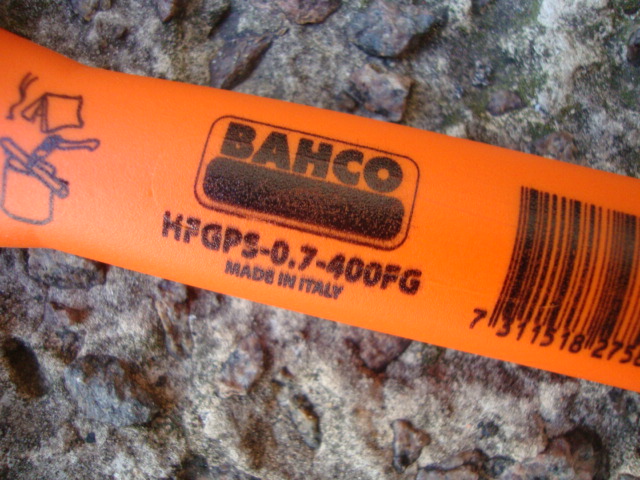 BAHCO
HFGPS-0.7-400FG
MADE IN ITALY
7 311518 275